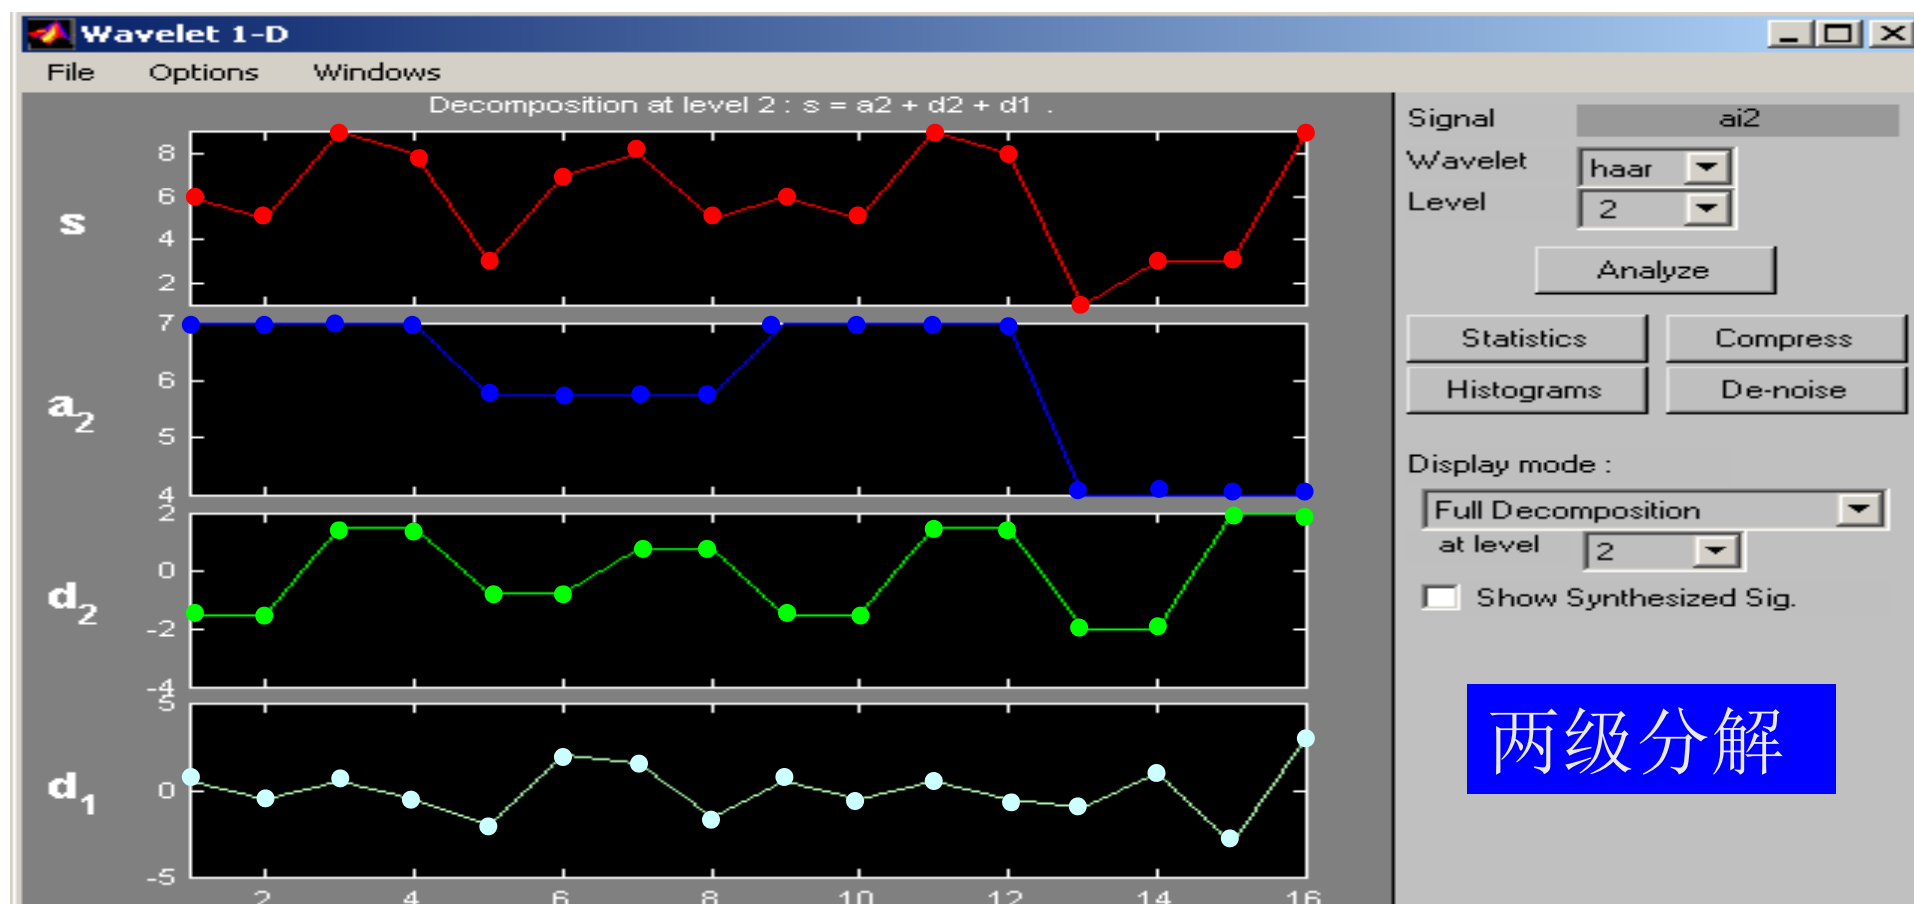 Wavelet 1-D
File Options Windows
Decomposition at level 2 : s = a2 + d2 + d1 .
s
8
6
4
2
a2
7
6
5
4
d2
2
0
-2
-4
d1
5
0
-5
2 4 6 8 10 12 14 16
Signal ai2
Wavelet haar
Level 2
Analyze
Statistics Compress
Histograms De-noise
Display mode :
Full Decomposition
at level 2
Show Synthesized Sig.
两级分解